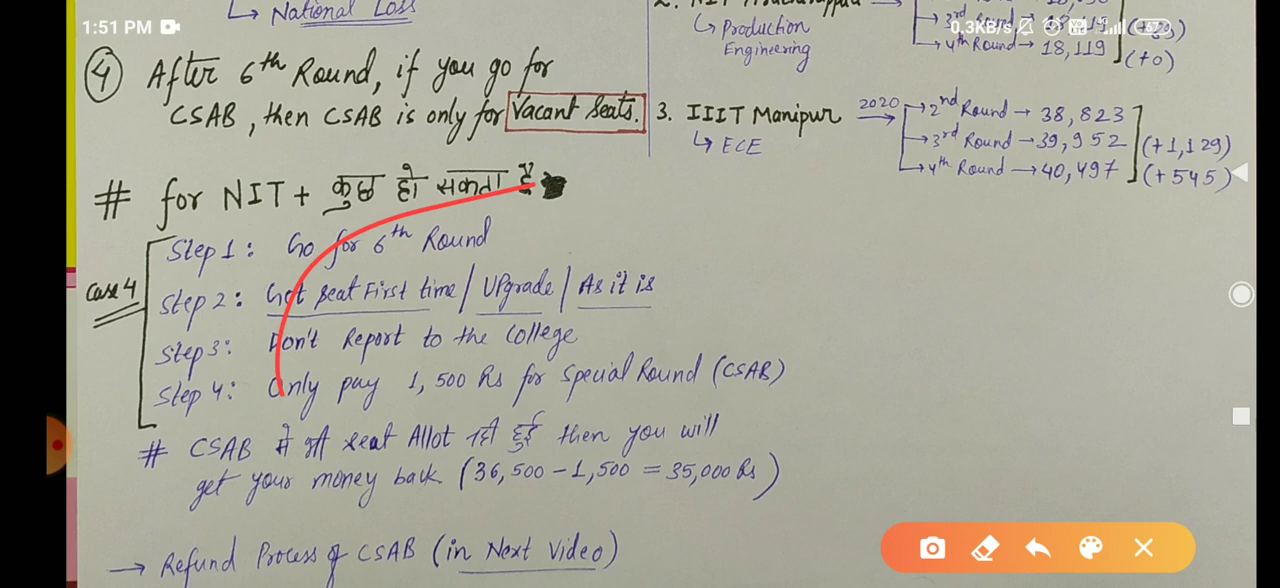 1:51 PM
0.3KB/s
67
↳ National Loss
④ After 6th Round, if you go for
CSAB, then CSAB is only for Vacant Seats.
# for NIT+ कुछ हो सकता है
Case 4
Step 1: Go for 6th Round
Step 2: Get seat First time / Upgrade / As it is
Step 3: Don't Report to the College
Step 4: Only pay 1,500 Rs for Special Round (CSAB)
# CSAB में भी seat Allot नहीं हुई then you will
get your money back (36,500 - 1,500 = 35,000 Rs)
→ Refund Process of CSAB (in Next Video)
↳ Production
Engineering
→ 3rd Round →
→ 4th Round → 18,119 (+0)
3. IIIT Manipur 2020 → 2nd Round → 38,823
↳ ECE → 3rd Round → 39,952 (+1,129)
→ 4th Round → 40,497 (+545)